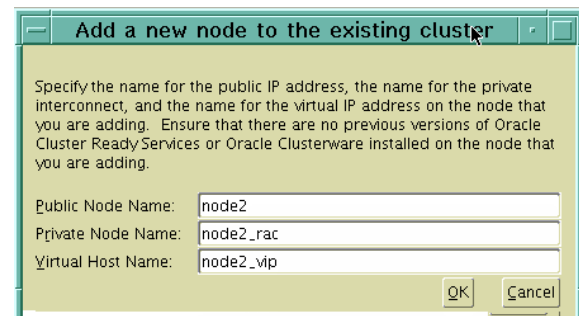 Add a new node to the existing cluster
Specify the name for the public IP address, the name for the private
interconnect, and the name for the virtual IP address on the node that
you are adding. Ensure that there are no previous versions of Oracle
Cluster Ready Services or Oracle Clusterware installed on the node that
you are adding.
Public Node Name: node2
Private Node Name: node2_rac
Virtual Host Name: node2_vip
OK Cancel